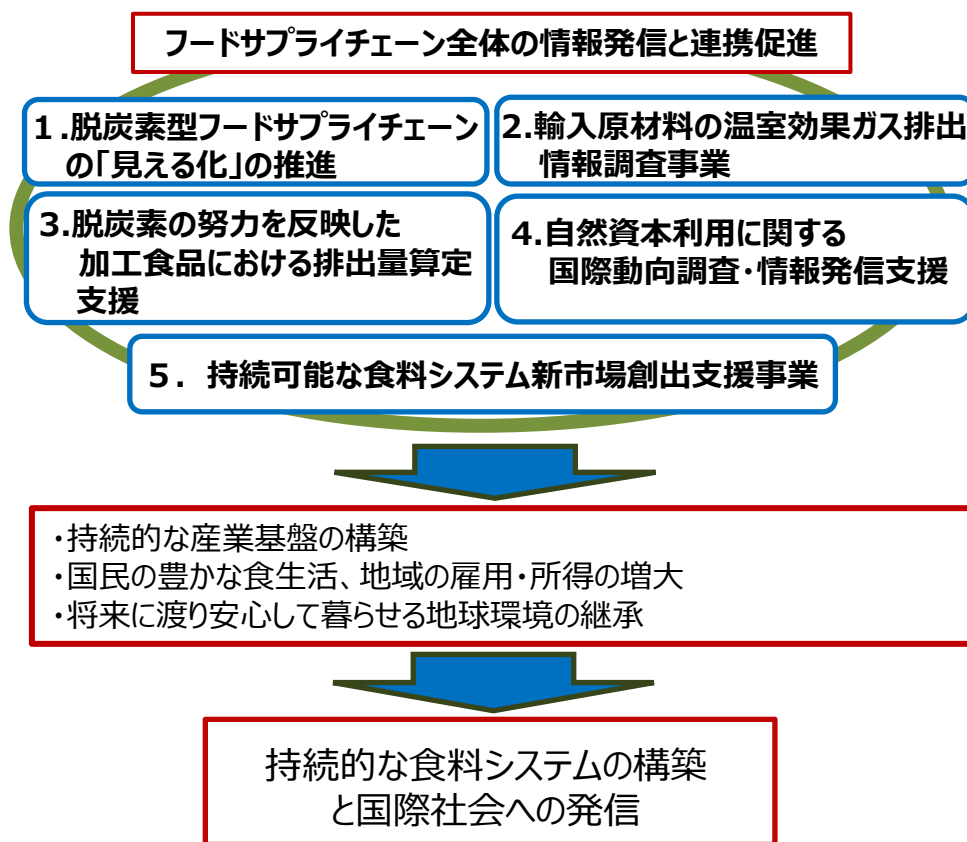 フードサプライチェーン全体の情報発信と連携促進
１.脱炭素型フードサプライチェーン
の「見える化」の推進
2.輸入原材料の温室効果ガス排出
情報調査事業
3.脱炭素の努力を反映した
加工食品における排出量算定
支援
4.自然資本利用に関する
国際動向調査・情報発信支援
５．持続可能な食料システム新市場創出支援事業
・持続的な産業基盤の構築
・国民の豊かな食生活、地域の雇用・所得の増大
・将来に渡り安心して暮らせる地球環境の継承
持続的な食料システムの構築
と国際社会への発信